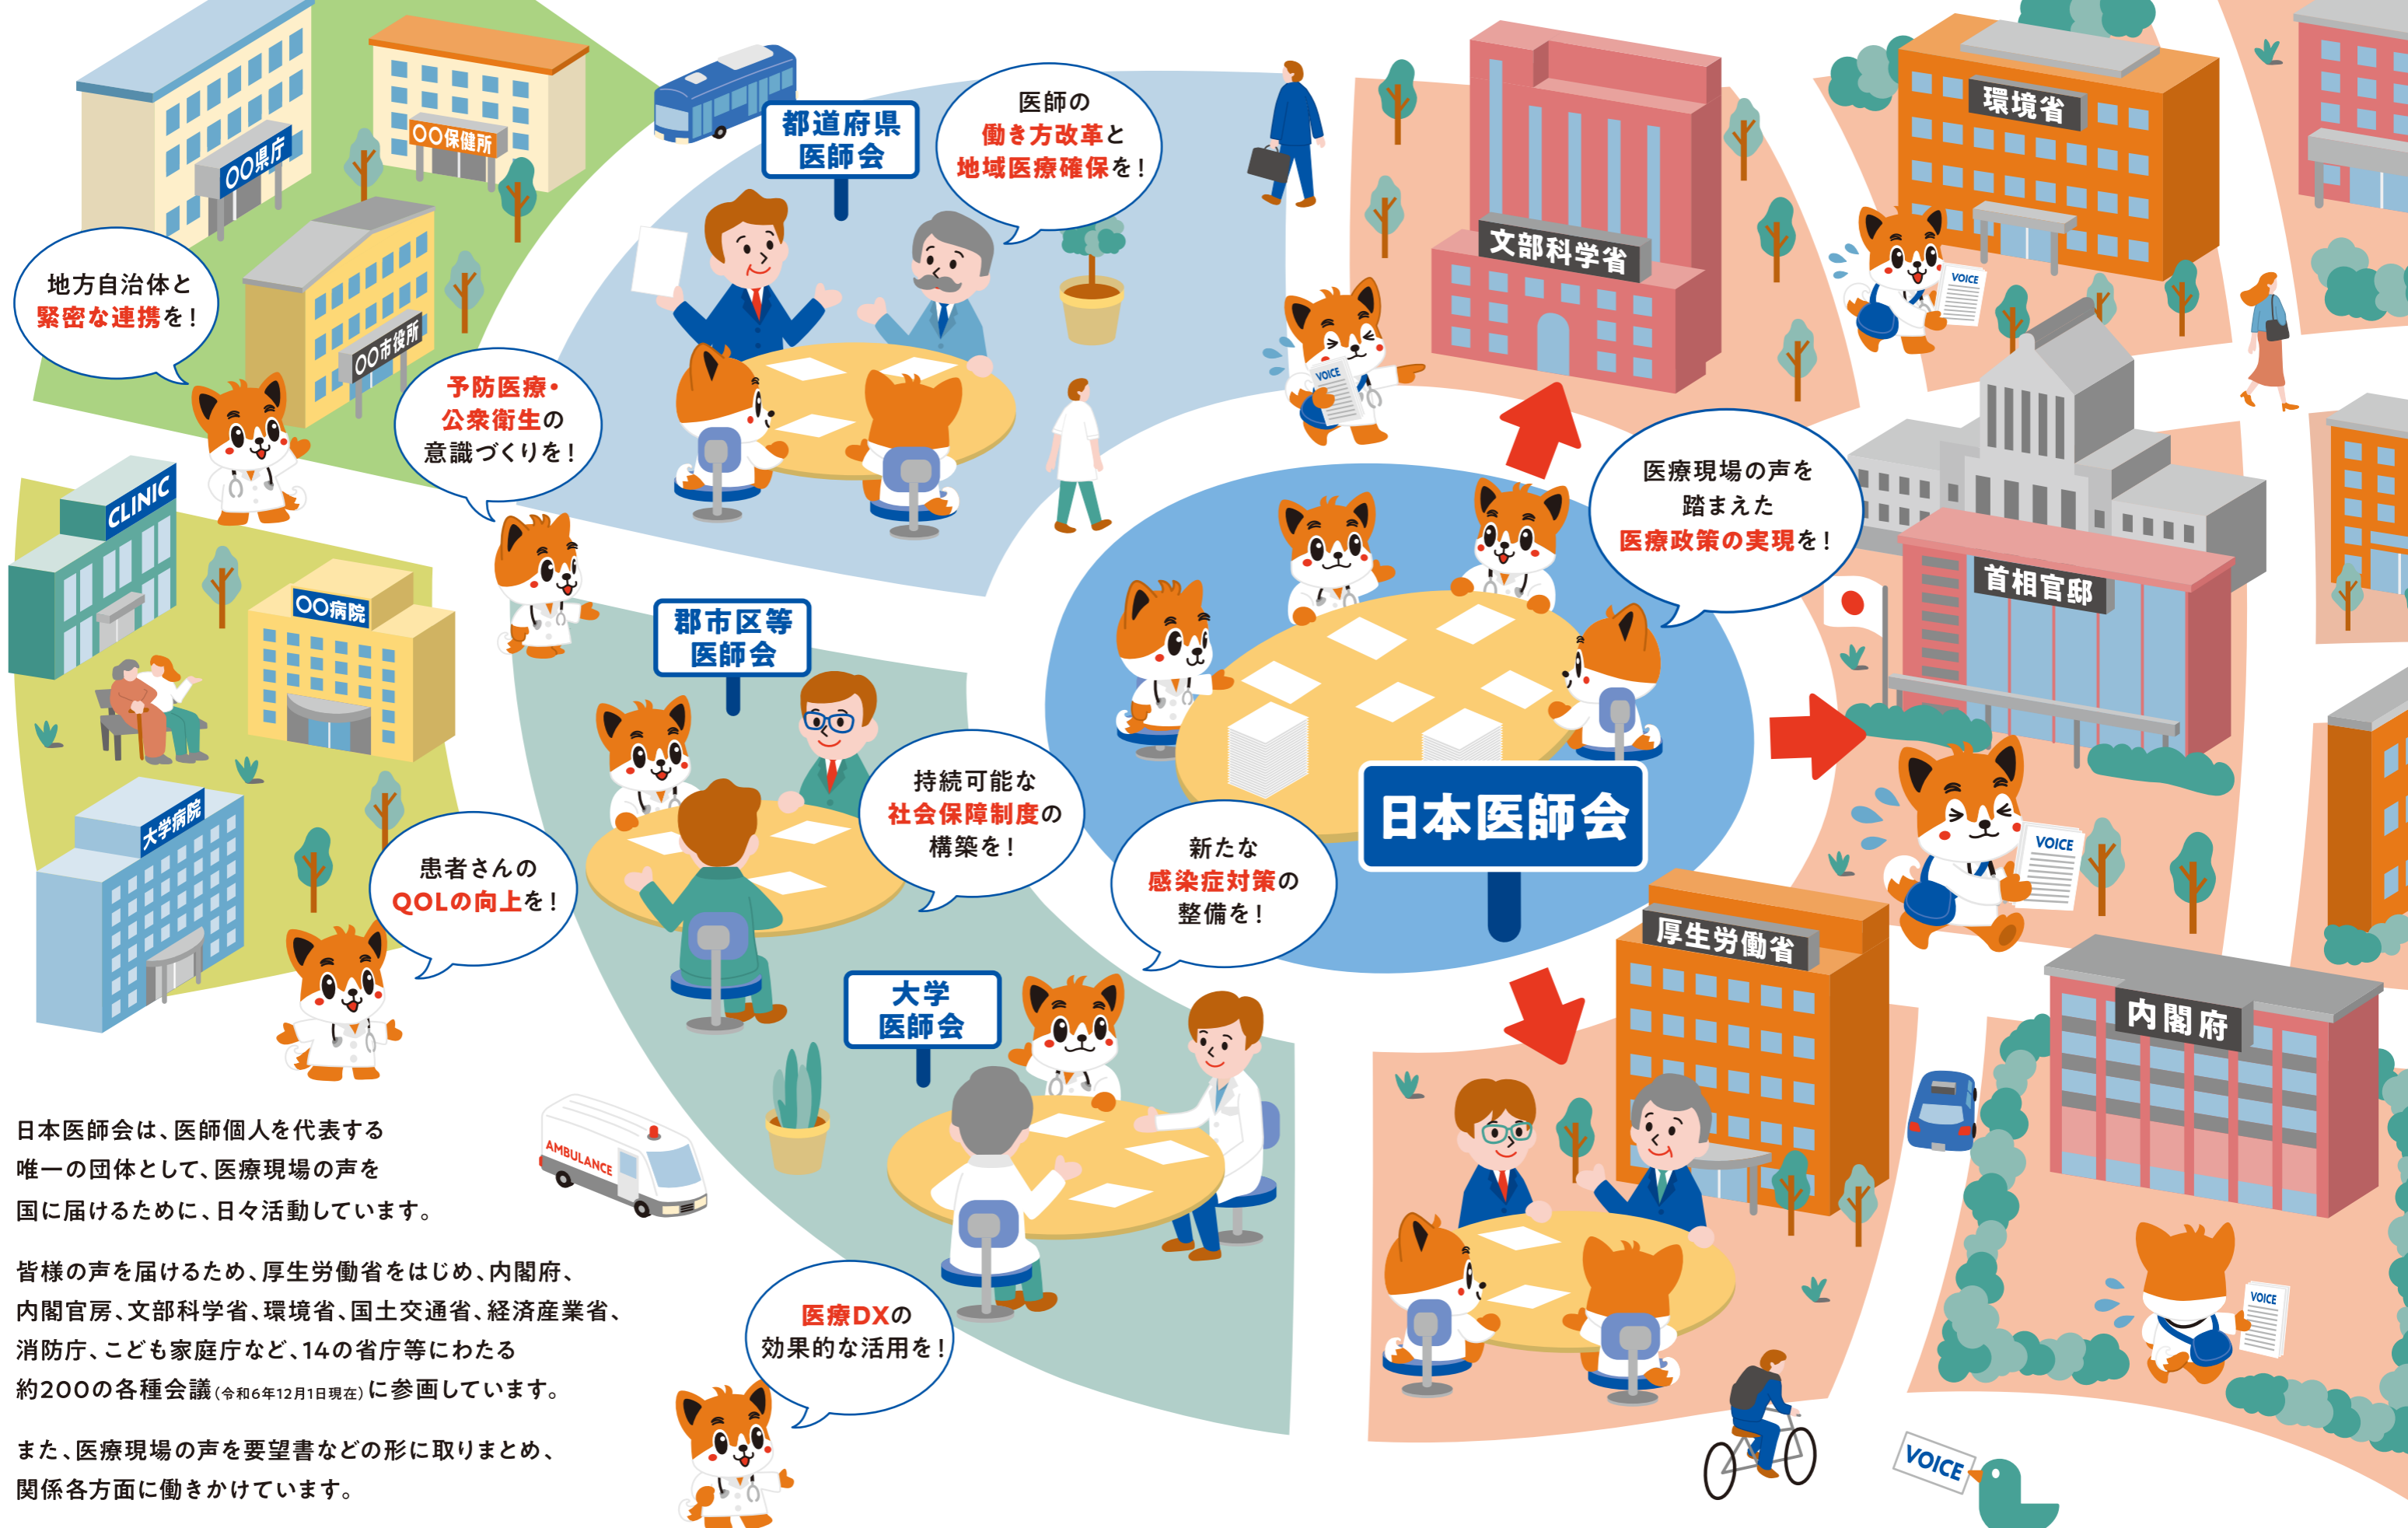 〇〇県庁
〇〇保健所
〇〇市役所
地方自治体と
緊密な連携を！
都道府県
医師会
医師の
働き方改革と
地域医療確保を！
予防医療・
公衆衛生の
意識づくりを！
CLINIC
〇〇病院
大学病院
患者さんの
QOLの向上を！
郡市区等
医師会
持続可能な
社会保障制度の
構築を！
大学
医師会
新たな
感染症対策の
整備を！
医療DXの
効果的な活用を！
AMBULANCE
日本医師会
医療現場の声を
踏まえた
医療政策の実現を！
文部科学省
VOICE
環境省
VOICE
首相官邸
VOICE
厚生労働省
内閣府
VOICE
VOICE
日本医師会は、医師個人を代表する
唯一の団体として、医療現場の声を
国に届けるために、日々活動しています。
皆様の声を届けるため、厚生労働省をはじめ、内閣府、
内閣官房、文部科学省、環境省、国土交通省、経済産業省、
消防庁、こども家庭庁など、14の省庁等にわたる
約200の各種会議（令和6年12月1日現在）に参画しています。
また、医療現場の声を要望書などの形に取りまとめ、
関係各方面に働きかけています。